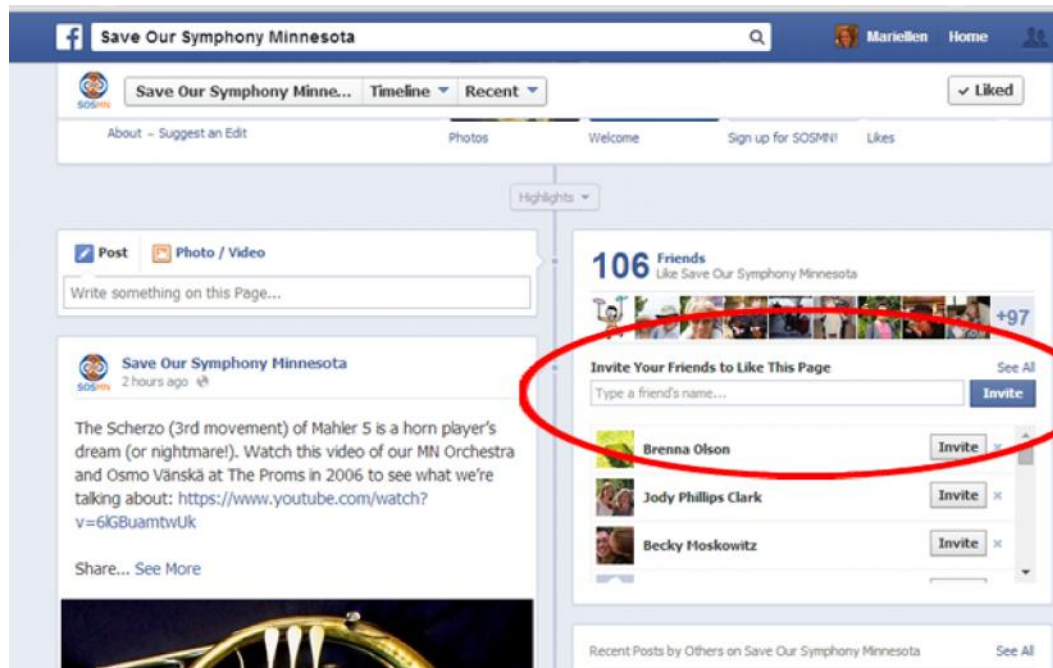 Save Our Symphony Minnesota
Mariellen Home
SOSMN
Save Our Symphony Minne... Timeline Recent
Liked
About - Suggest an Edit
Photos
Welcome
Sign up for SOSMN!
Likes
Highlights
Post Photo / Video
Write something on this Page...
Save Our Symphony Minnesota
2 hours ago
SOSMN
The Scherzo (3rd movement) of Mahler 5 is a horn player's
dream (or nightmare!). Watch this video of our MN Orchestra
and Osmo Vänskä at The Proms in 2006 to see what we're
talking about: https://www.youtube.com/watch?
v=6lGBuamtwUk
Share... See More
106 Friends
Like Save Our Symphony Minnesota
+97
Invite Your Friends to Like This Page See All
Type a friend's name... Invite
Brenna Olson Invite
Jody Phillips Clark Invite
Becky Moskowitz Invite
Recent Posts by Others on Save Our Symphony Minnesota See All